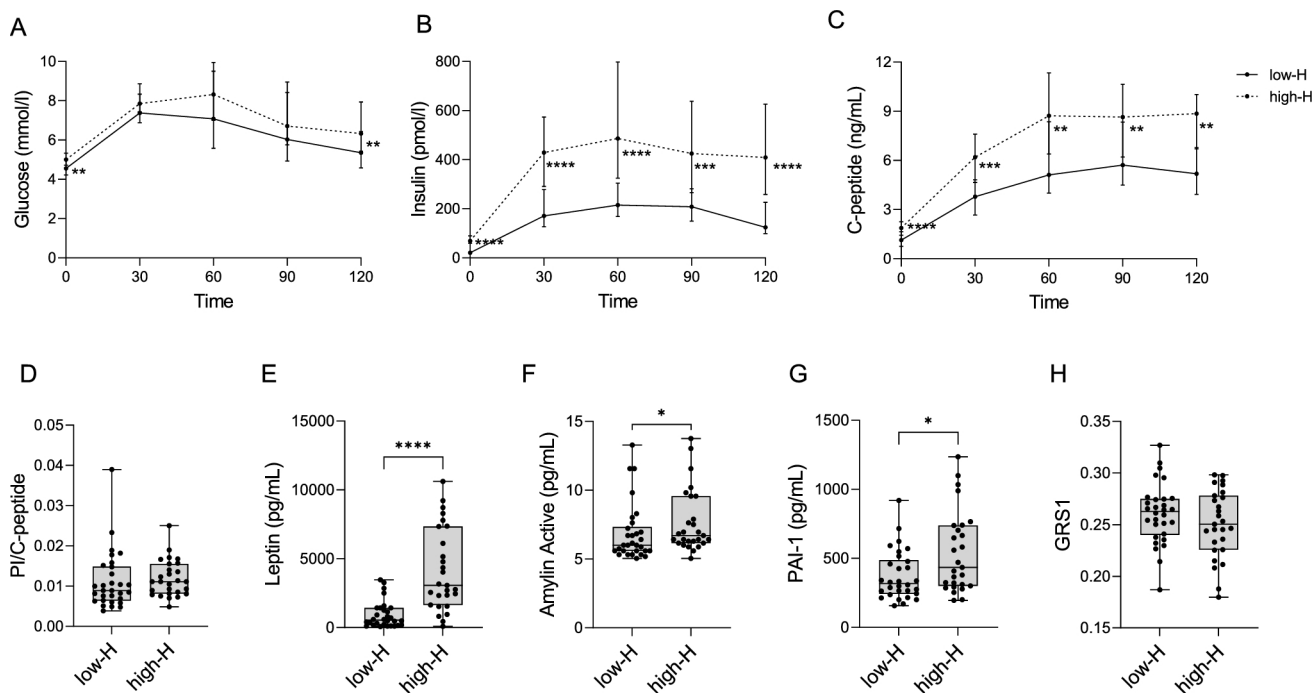 A
B
C
10
8
6
4
2
0
Glucose (mmol/l)
**
**
0
30
60
90
120
Time
800
600
400
200
0
Insulin (pmol/l)
****
****
****
***
****
0
30
60
90
120
Time
12
9
6
3
0
C-peptide (ng/mL)
****
***
**
**
**
0
30
60
90
120
Time
low-H
high-H
D
E
F
G
H
0.05
0.04
0.03
0.02
0.01
0.00
PI/C-peptide
low-H
high-H
15000
10000
5000
0
Leptin (pg/mL)
****
low-H
high-H
15
10
5
0
Amylin Active (pg/mL)
*
low-H
high-H
1500
1000
500
0
PAI-1 (pg/mL)
*
low-H
high-H
0.35
0.30
0.25
0.20
0.15
GRS1
low-H
high-H